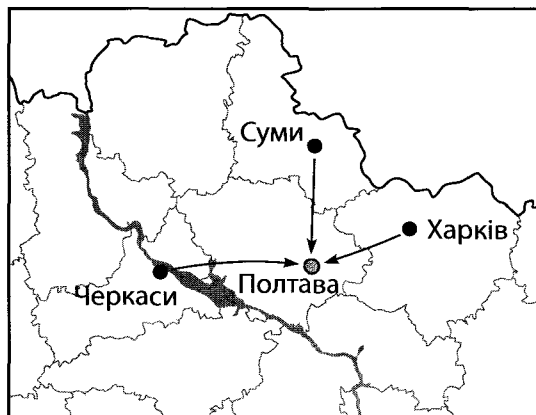 Суми
Харків
Полтава
Черкаси